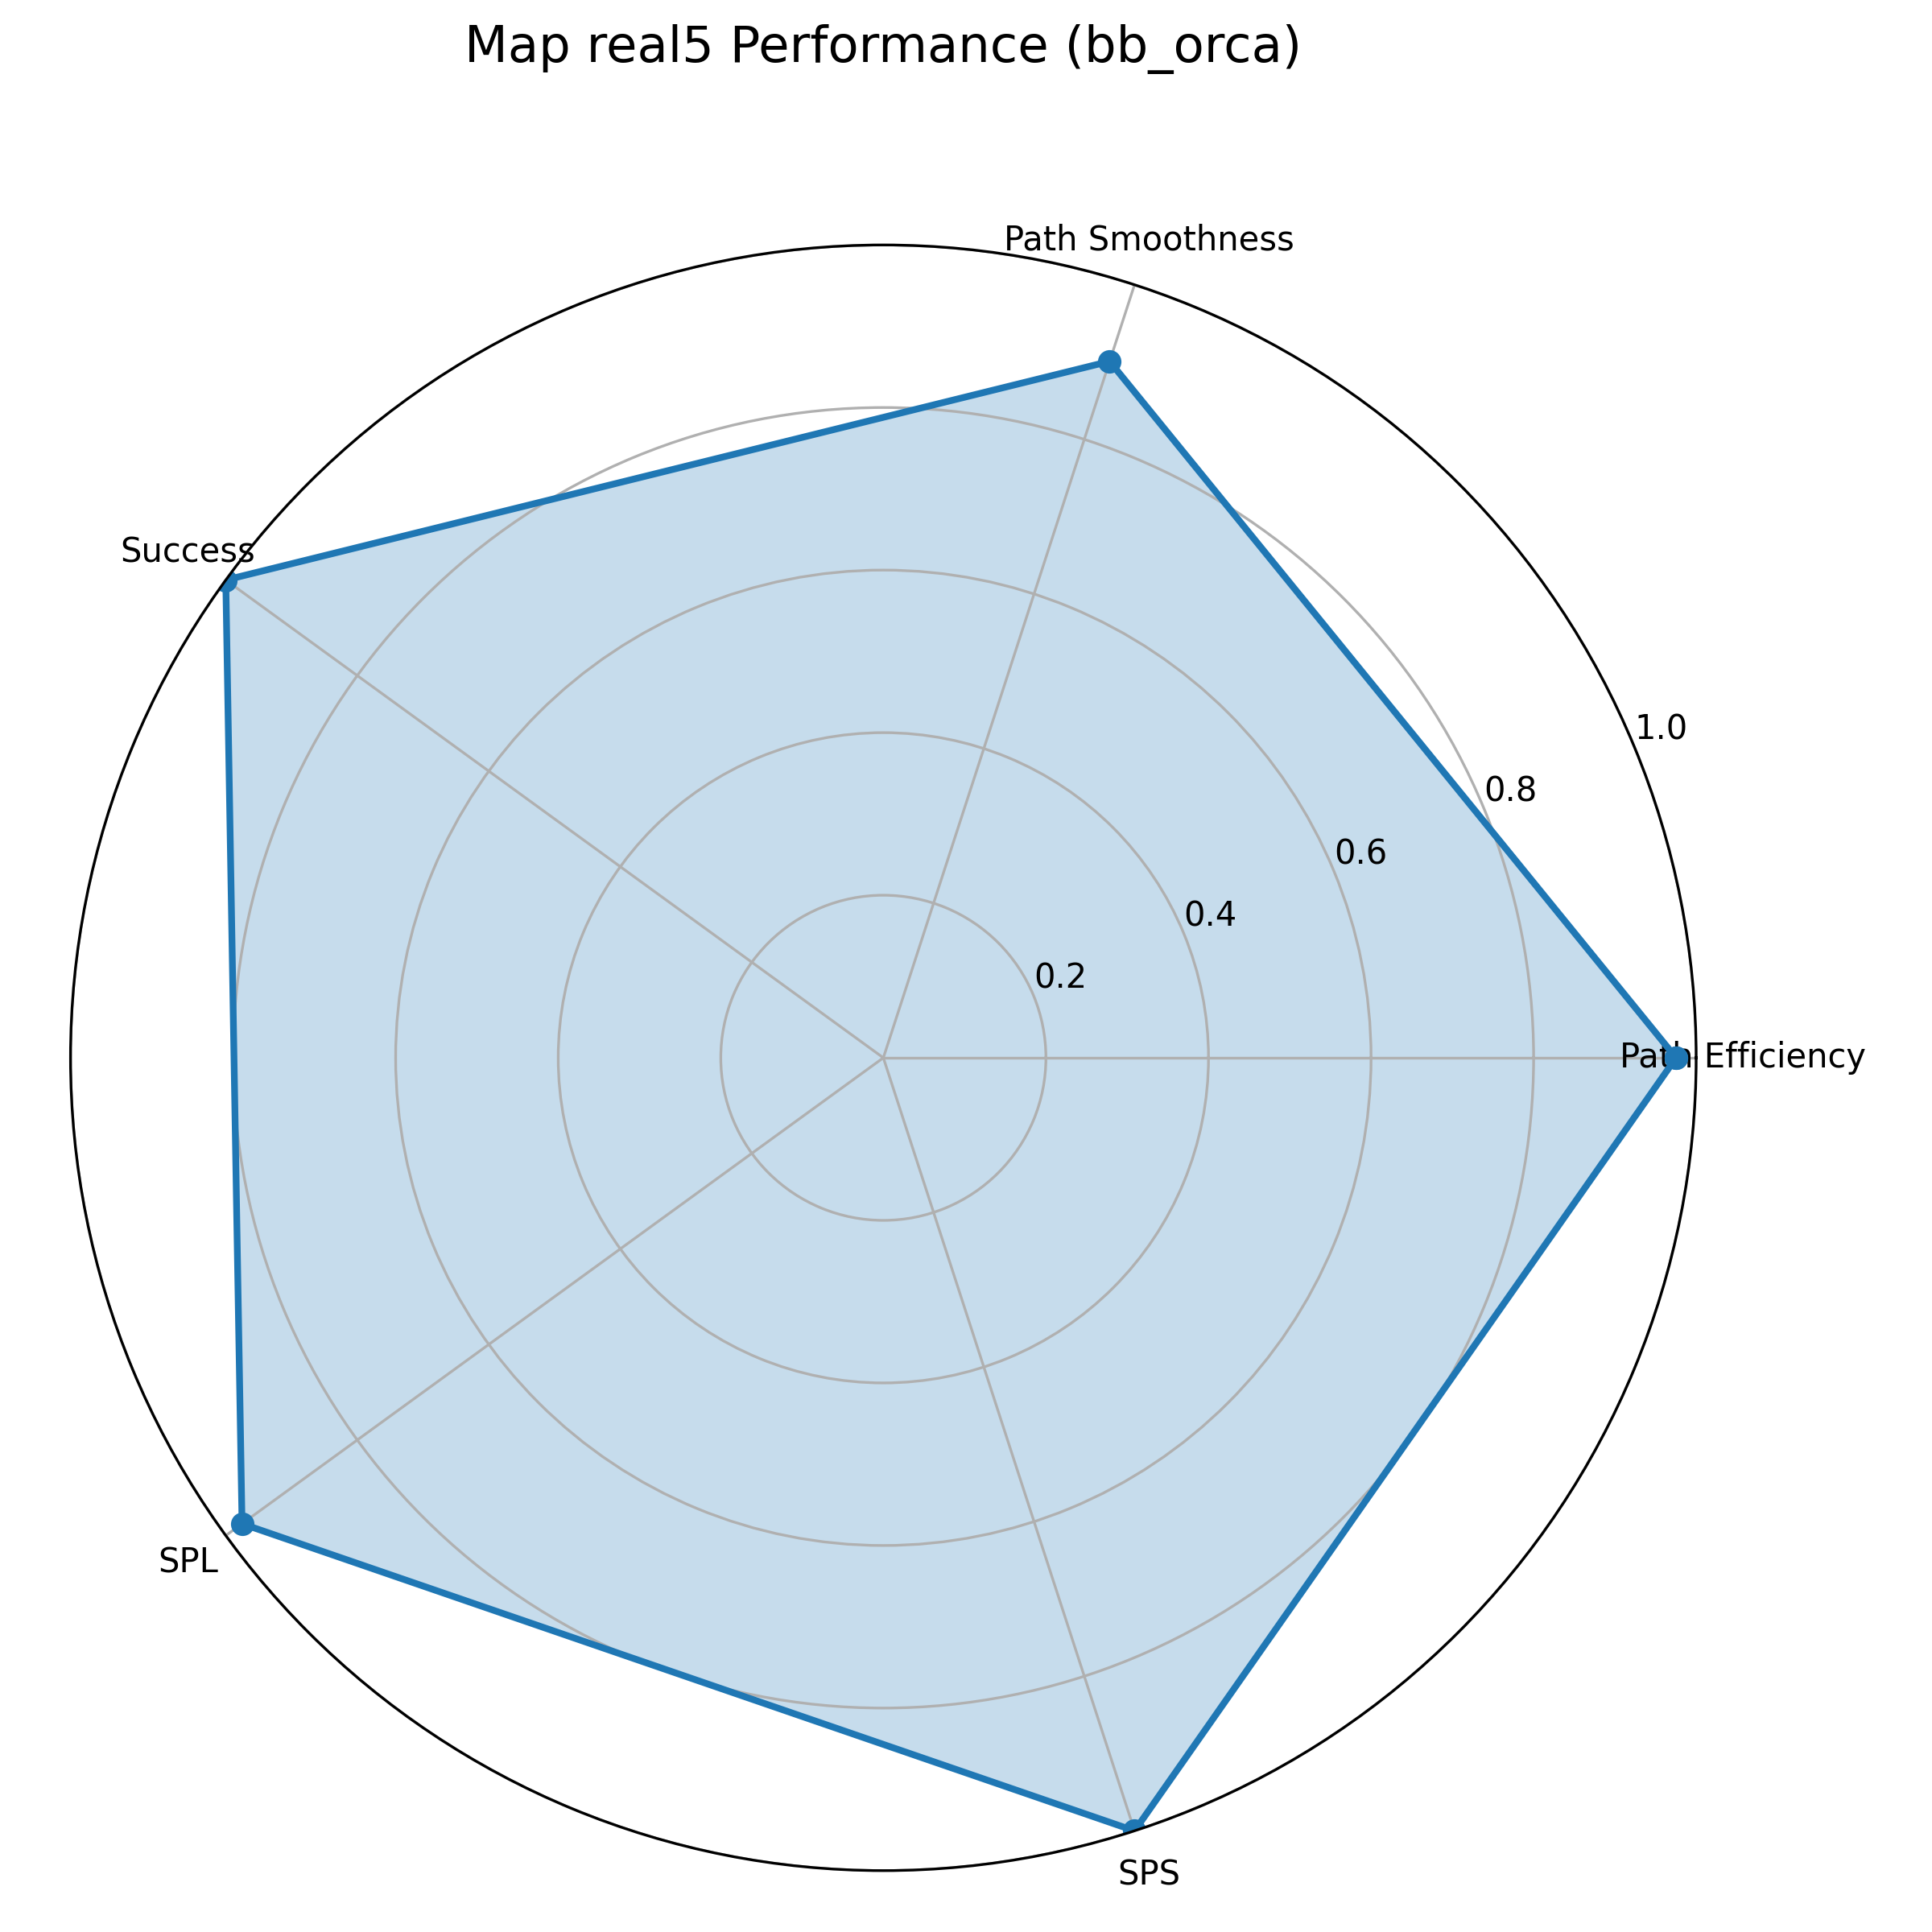 Map real5 Performance (bb_orca)
Path Smoothness
Success
1.0
0.8
0.6
0.4
0.2
Path Efficiency
SPL
SPS